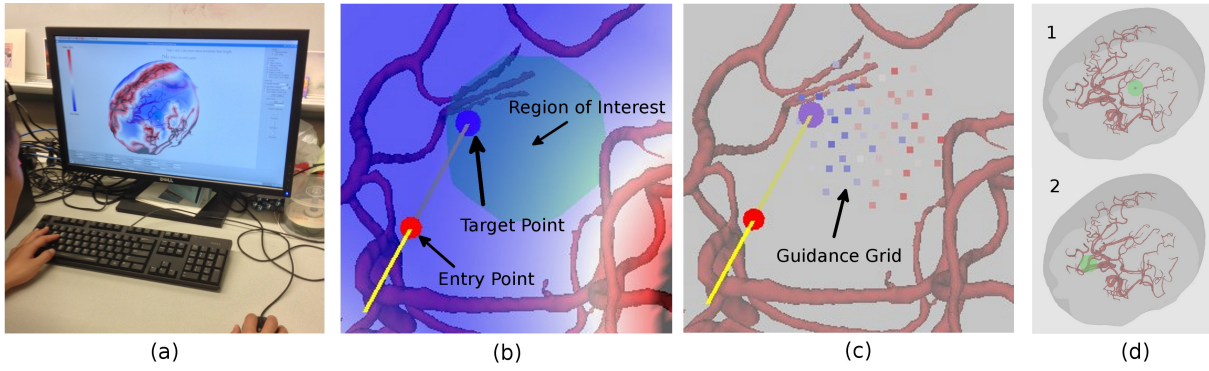 DELL
Region of Interest
Target Point
Entry Point
Guidance Grid
1
2
(a)
(b)
(c)
(d)